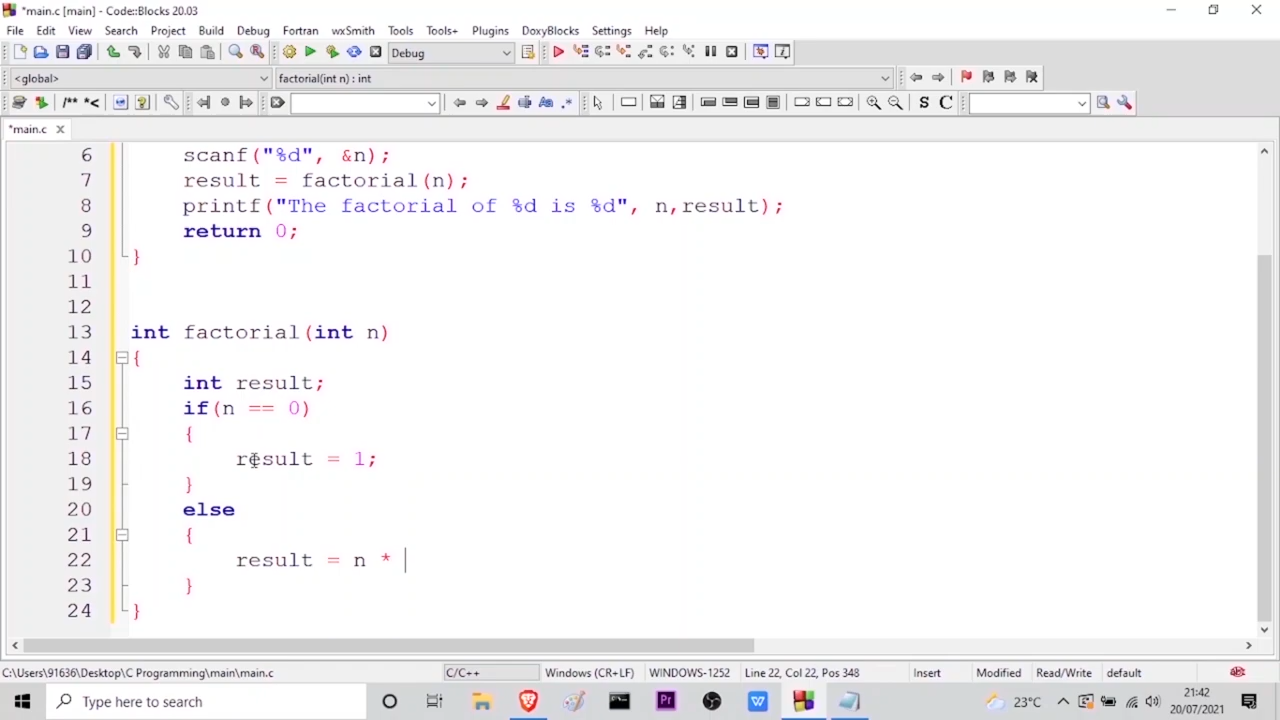 *main.c [main] - Code::Blocks 20.03
File Edit View Search Project Build Debug Fortran wxSmith Tools Tools+ Plugins DoxyBlocks Settings Help
Debug
<global> factorial(int n) : int
/** *< Aa .* S C
*main.c
6 scanf("%d", &n);
7 result = factorial(n);
8 printf("The factorial of %d is %d", n,result);
9 return 0;
10 }
11
12
13 int factorial(int n)
14 {
15 int result;
16 if(n == 0)
17 {
18 result = 1;
19 }
20 else
21 {
22 result = n *
23 }
24 }
C:\Users\91636\Desktop\C Programming\main\main.c C/C++ Windows (CR+LF) WINDOWS-1252 Line 22, Col 22, Pos 348 Insert Modified Read/Write default
Type here to search Pr 23°C 21:42
20/07/2021